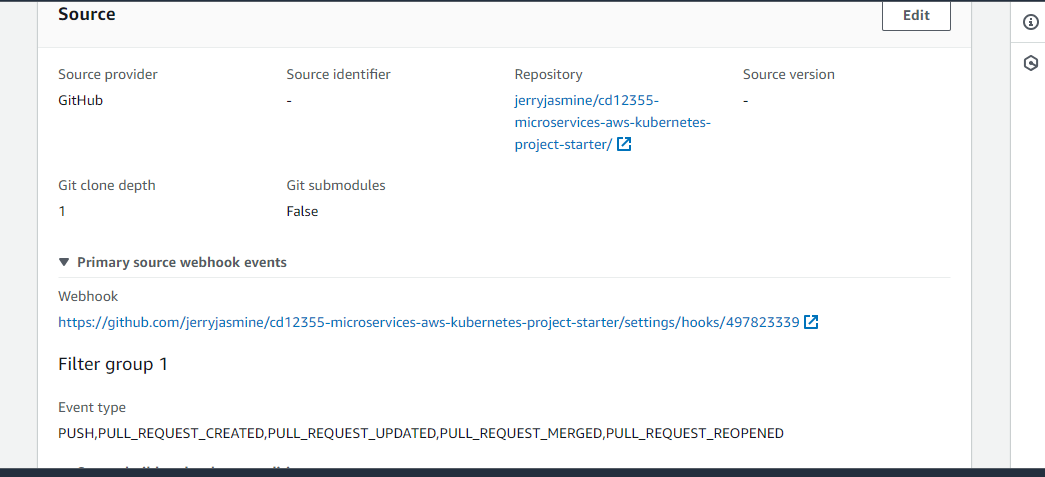 Source
Edit
Source provider
Source identifier
Repository
Source version
GitHub
-
jerryjasmine/cd12355-
microservices-aws-kubernetes-
project-starter/
-
Git clone depth
Git submodules
1
False
Primary source webhook events
Webhook
https://github.com/jerryjasmine/cd12355-microservices-aws-kubernetes-project-starter/settings/hooks/497823339
Filter group 1
Event type
PUSH,PULL_REQUEST_CREATED,PULL_REQUEST_UPDATED,PULL_REQUEST_MERGED,PULL_REQUEST_REOPENED